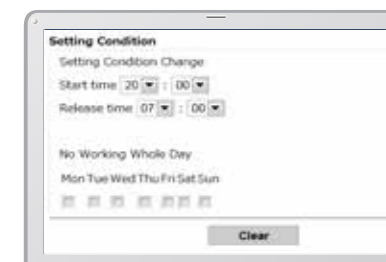 Setting Condition
Setting Condition Change
Start time 20 : 00
Release time 07 : 00
No Working Whole Day
Mon Tue Wed Thu Fri Sat Sun
Clear